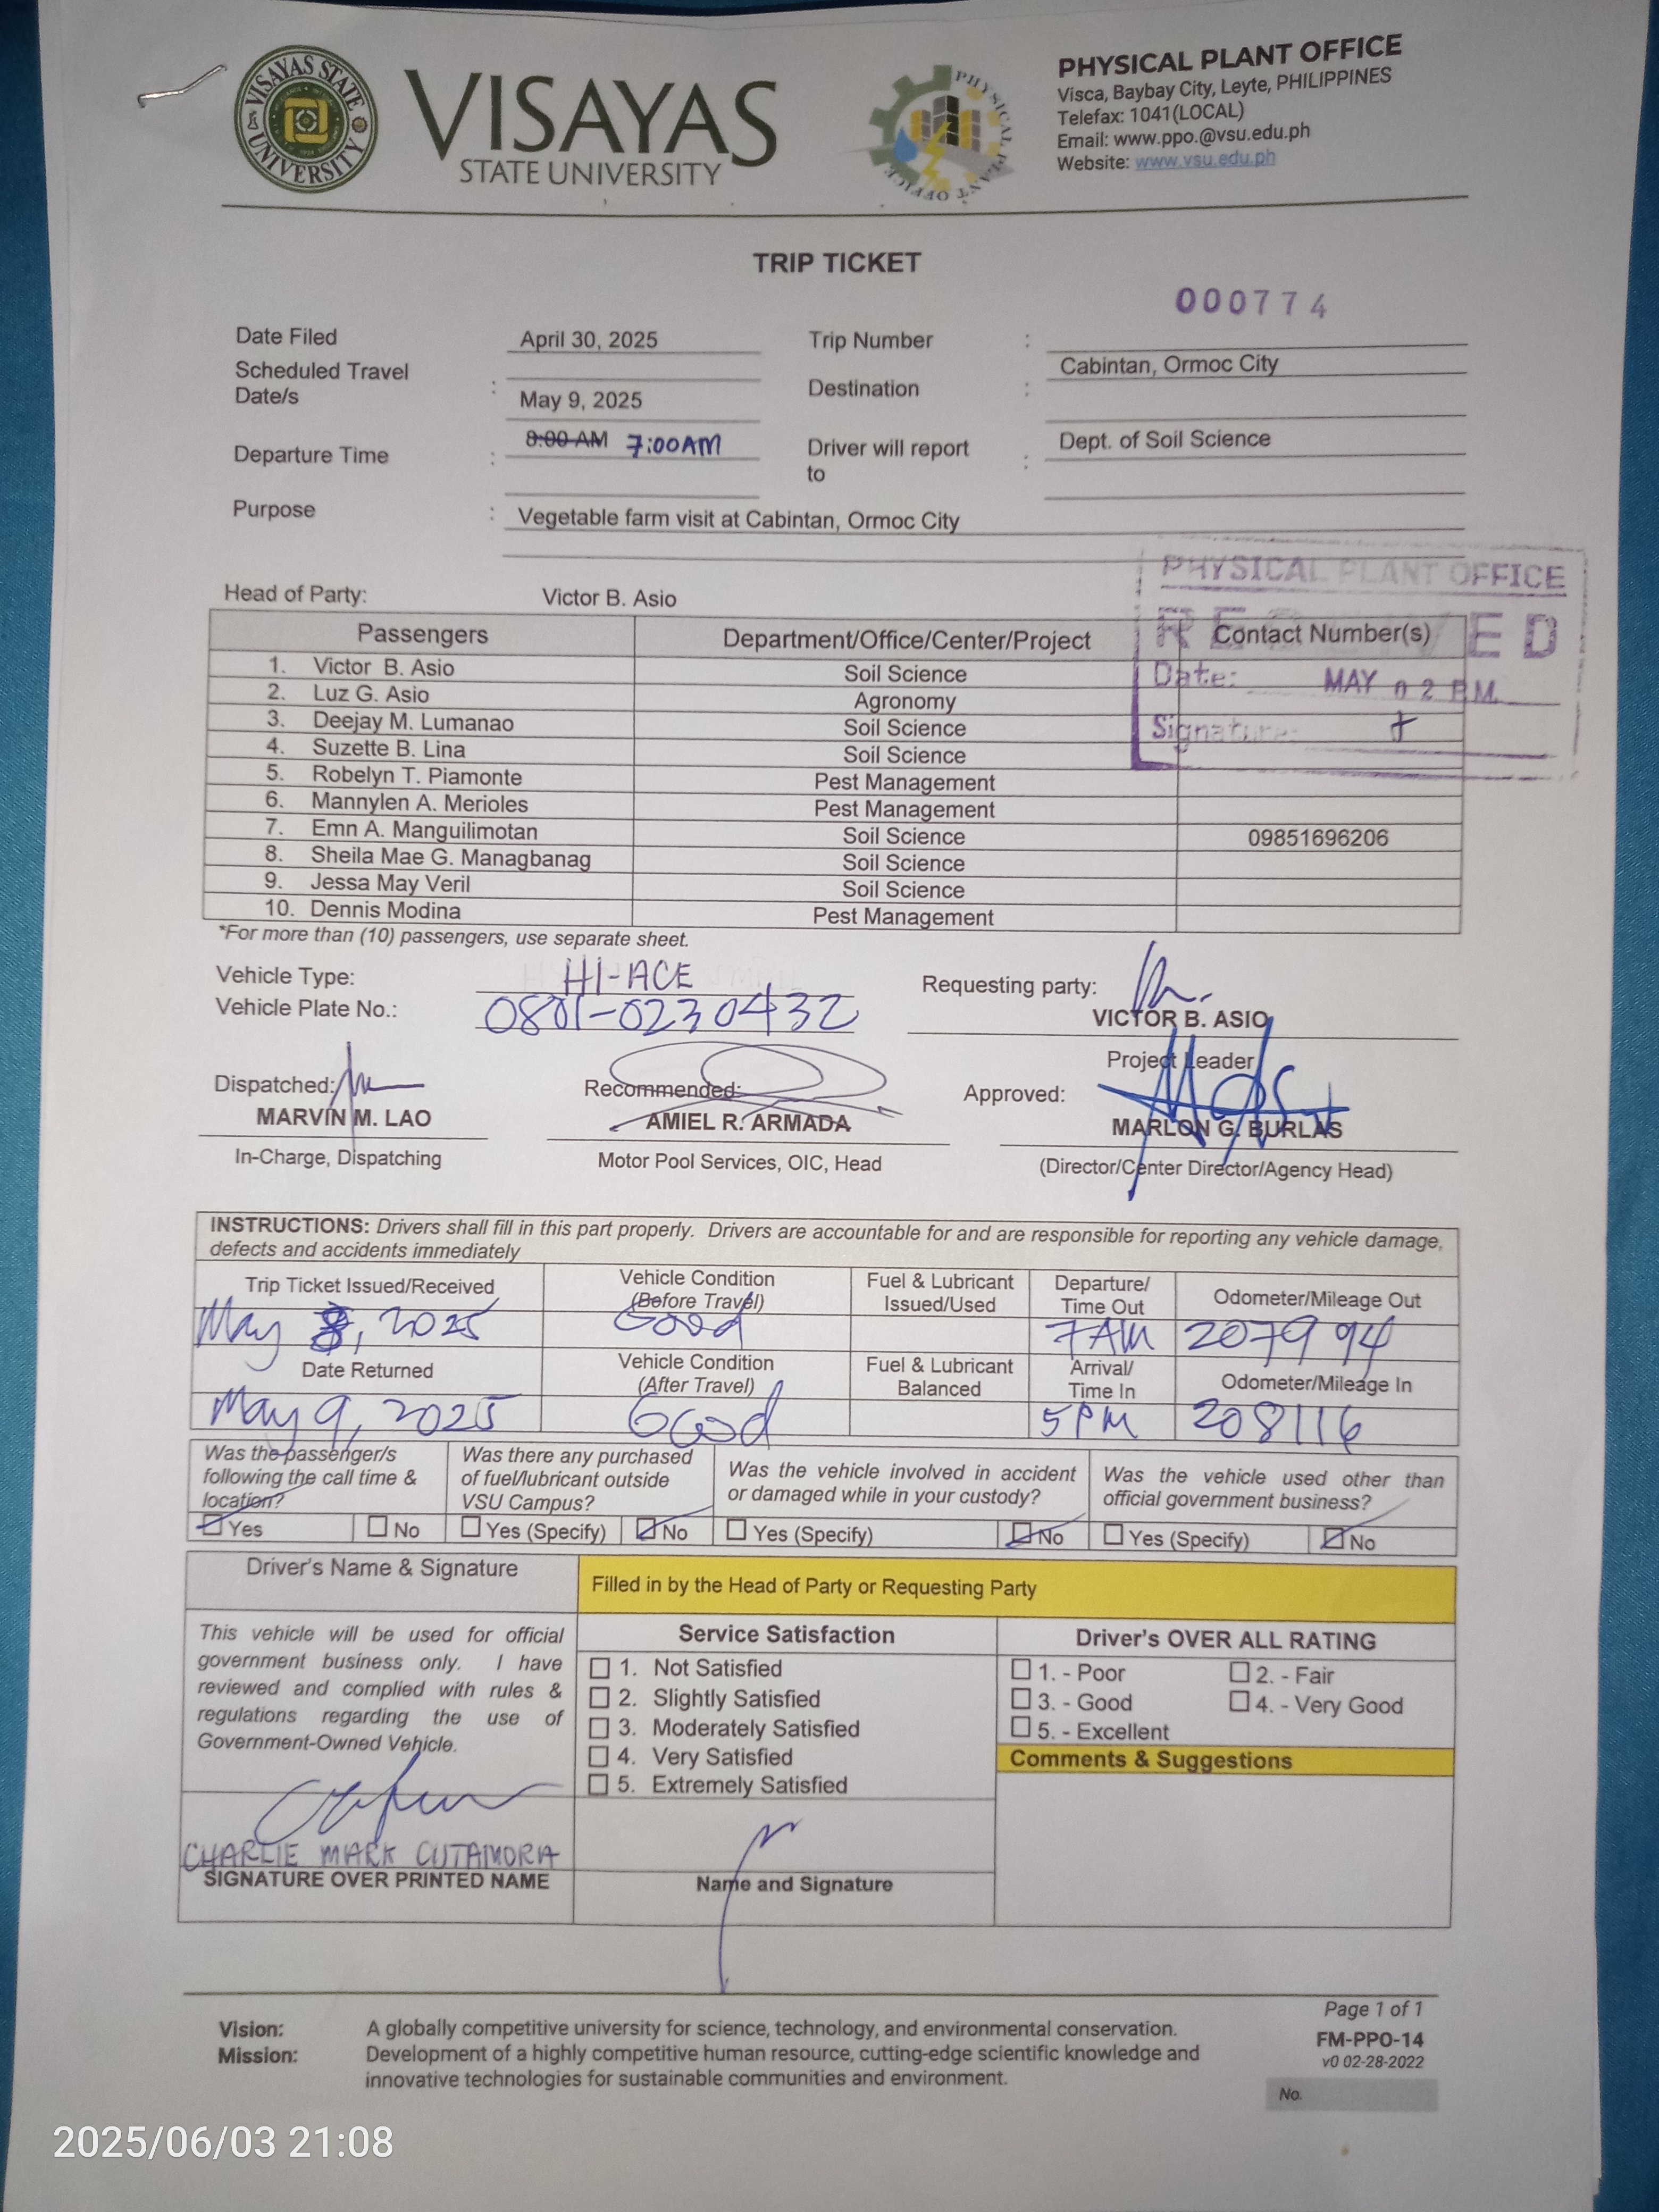 VISAYAS STATE UNIVERSITY
VISAYAS
STATE UNIVERSITY
PHYSICAL PLANT OFFICE
PHYSICAL PLANT OFFICE
Visca, Baybay City, Leyte, PHILIPPINES
Telefax: 1041(LOCAL)
Email: www.ppo.@vsu.edu.ph
Website: www.vsu.edu.ph
TRIP TICKET
000774
Date Filed April 30, 2025 Trip Number :
Scheduled Travel Date/s : May 9, 2025 Destination : Cabintan, Ormoc City
Departure Time : 8:00 AM 7:00AM Driver will report to : Dept. of Soil Science
Purpose : Vegetable farm visit at Cabintan, Ormoc City
PHYSICAL PLANT OFFICE
Date: MAY 02 P.M.
Signature:
Head of Party: Victor B. Asio
Passengers Department/Office/Center/Project Contact Number(s)
1. Victor B. Asio Soil Science
2. Luz G. Asio Agronomy
3. Deejay M. Lumanao Soil Science
4. Suzette B. Lina Soil Science
5. Robelyn T. Piamonte Pest Management
6. Mannylen A. Merioles Pest Management
7. Emn A. Manguilimotan Soil Science 09851696206
8. Sheila Mae G. Managbanag Soil Science
9. Jessa May Veril Soil Science
10. Dennis Modina Pest Management
*For more than (10) passengers, use separate sheet.
Vehicle Type: HI-ACE Requesting party:
Vehicle Plate No.: 0801-0230432 VICTOR B. ASIO
Project Leader
Dispatched: Recommended: Approved:
MARVIN M. LAO AMIEL R. ARMADA MARLON G. BURLAS
In-Charge, Dispatching Motor Pool Services, OIC, Head (Director/Center Director/Agency Head)
INSTRUCTIONS: Drivers shall fill in this part properly. Drivers are accountable for and are responsible for reporting any vehicle damage,
defects and accidents immediately
Trip Ticket Issued/Received Vehicle Condition (Before Travel) Fuel & Lubricant Issued/Used Departure/ Time Out Odometer/Mileage Out
May 8, 2025 Good 7AM 207994
Date Returned Vehicle Condition (After Travel) Fuel & Lubricant Balanced Arrival/ Time In Odometer/Mileage In
May 9, 2025 Good 5PM 208116
Was the passenger/s following the call time & location?
Was there any purchased of fuel/lubricant outside VSU Campus?
Was the vehicle involved in accident or damaged while in your custody?
Was the vehicle used other than official government business?
Yes No Yes (Specify) No Yes (Specify) No Yes (Specify) No
Driver's Name & Signature
Filled in by the Head of Party or Requesting Party
This vehicle will be used for official
government business only. I have
reviewed and complied with rules &
regulations regarding the use of
Government-Owned Vehicle.
CHARLIE MARK CUTAMORA
SIGNATURE OVER PRINTED NAME
Service Satisfaction
1. Not Satisfied
2. Slightly Satisfied
3. Moderately Satisfied
4. Very Satisfied
5. Extremely Satisfied
Name and Signature
Driver's OVER ALL RATING
1. - Poor 2. - Fair
3. - Good 4. - Very Good
5. - Excellent
Comments & Suggestions
Page 1 of 1
FM-PPO-14
v0 02-28-2022
No.
Vision: A globally competitive university for science, technology, and environmental conservation.
Mission: Development of a highly competitive human resource, cutting-edge scientific knowledge and
innovative technologies for sustainable communities and environment.
2025/06/03 21:08